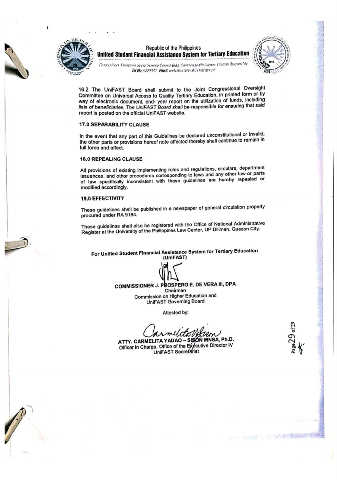 Republic of the Philippines
United Student Financial Assistance System for Tertiary Education
16.2 The UniFAST Board shall submit to the Joint Congressional Oversight
Committee on Universal Access to Quality Tertiary Education, in printed form or by
way of electronic document, end- year report on the utilization of funds, including
lists of beneficiaries. The UniFAST Board shall be responsible for ensuring that said
report is posted on the official UniFAST website.
17.0 SEPARABILITY CLAUSE
In the event that any part of this Guidelines be declared unconstitutional or invalid,
the other parts or provisions hereof not affected thereby shall continue to remain in
full force and effect.
18.0 REPEALING CLAUSE
All provisions of existing implementing rules and regulations, circulars, department
issuances, and other procedures corresponding to laws and any other law or parts
of law specifically inconsistent with these guidelines are hereby repealed or
modified accordingly.
19.0 EFFECTIVITY
These guidelines shall be published in a newspaper of general circulation properly
procured under RA 9184.
These guidelines shall also be registered with the Office of National Administrative
Register at the University of the Philippines Law Center, UP Diliman, Quezon City.
For Unified Student Financial Assistance System for Tertiary Education
(UniFAST)
COMMISSIONER J. PROSPERO E. DE VERA III, DPA
Chairman
Commission on Higher Education and
UniFAST Governing Board
Attested by:
ATTY. CARMELITA YADAO – SISON MNSA, Ph.D.
Officer In Charge, Office of the Executive Director IV
UniFAST Secretariat
Page 29 of 29